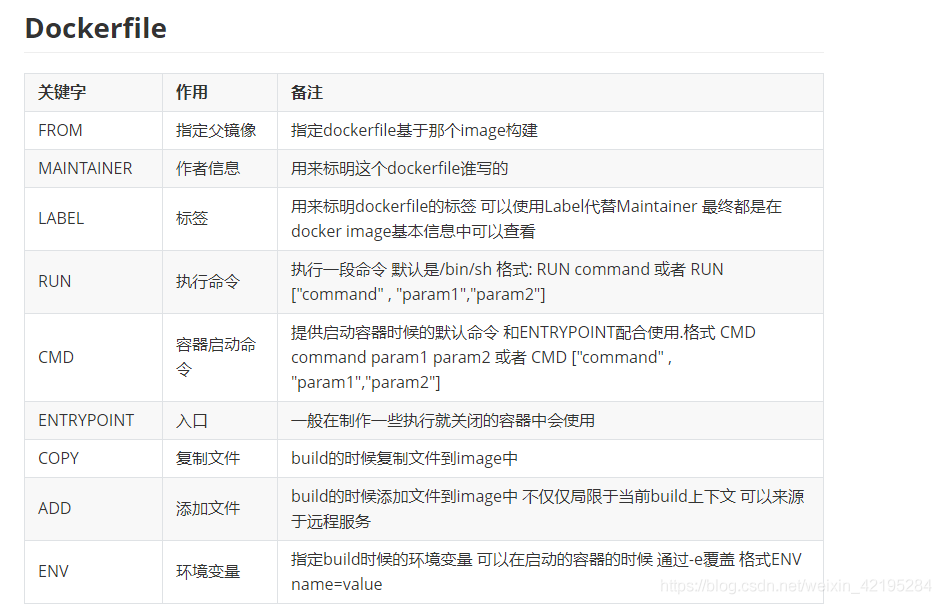 Dockerfile
关键字 作用 备注
FROM 指定父镜像 指定dockerfile基于那个image构建
MAINTAINER 作者信息 用来标明这个dockerfile谁写的
LABEL 标签 用来标明dockerfile的标签 可以使用Label代替Maintainer 最终都是在
docker image基本信息中可以查看
RUN 执行命令 执行一段命令 默认是/bin/sh 格式: RUN command 或者 RUN
["command" , "param1","param2"]
CMD 容器启动命
令 提供启动容器时候的默认命令 和ENTRYPOINT配合使用.格式 CMD
command param1 param2 或者 CMD ["command" ,
"param1","param2"]
ENTRYPOINT 入口 一般在制作一些执行就关闭的容器中会使用
COPY 复制文件 build的时候复制文件到image中
ADD 添加文件 build的时候添加文件到image中 不仅仅局限于当前build上下文 可以来源
于远程服务
ENV 环境变量 指定build时候的环境变量 可以在启动的容器的时候 通过-e覆盖 格式ENV
name=value
https://blog.csdn.net/weixin_42195284